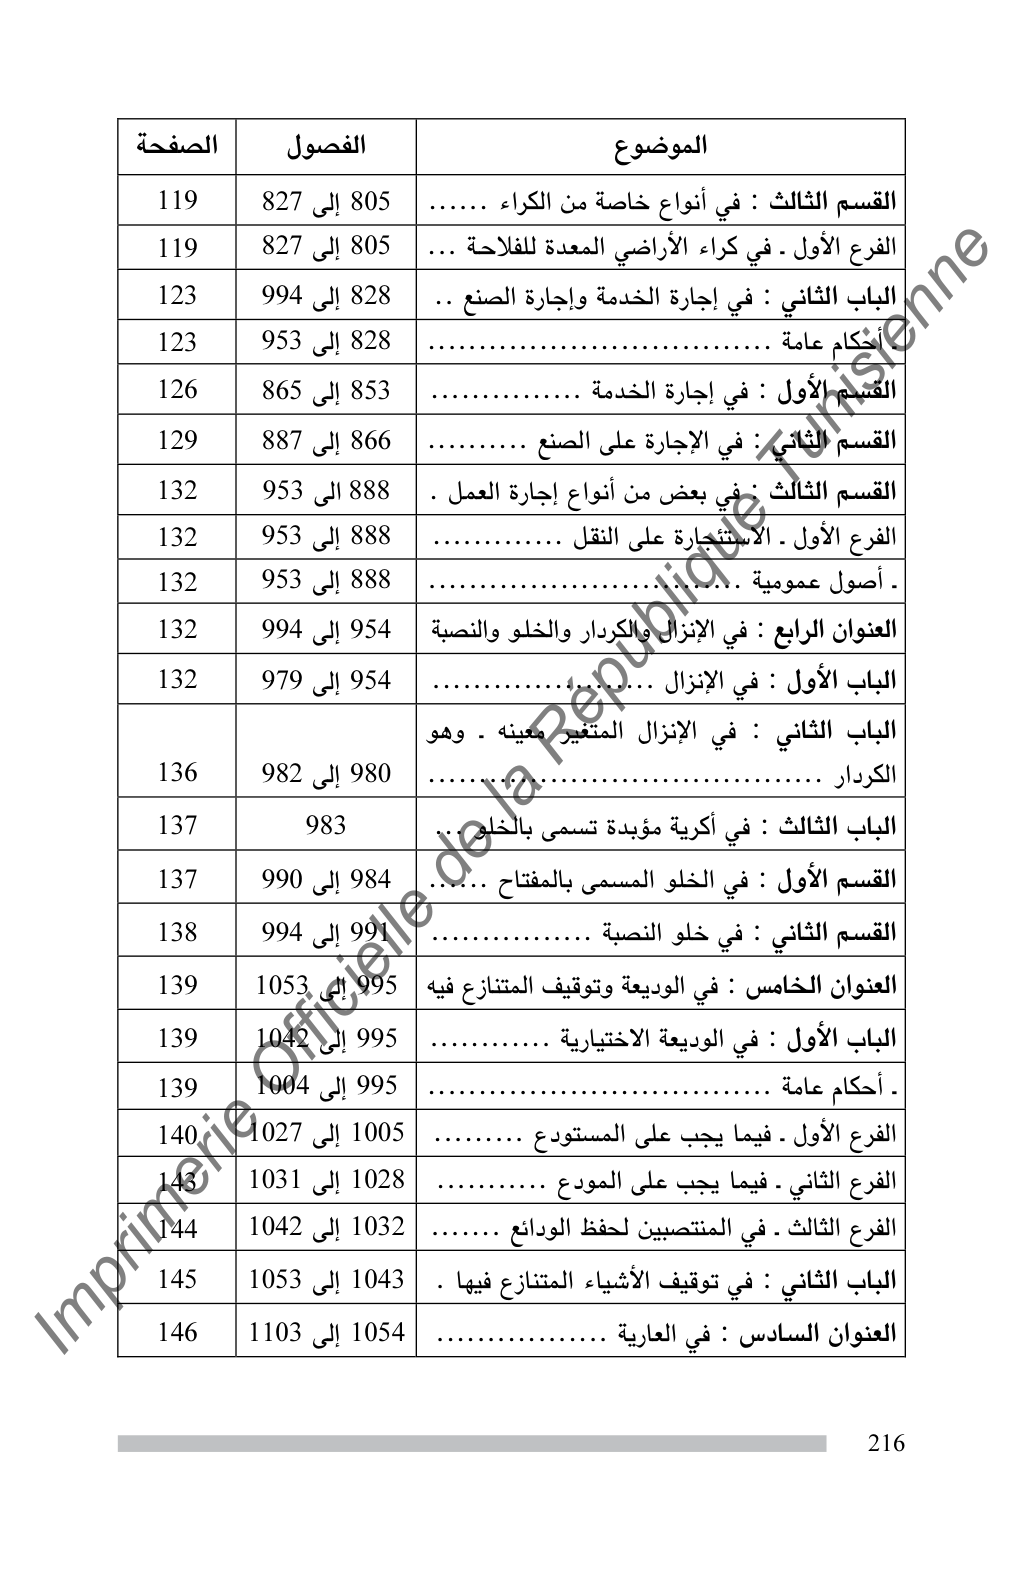 الموضوع الفصول الصفحة
القسم الثالث : في أنواع خاصة من الكراء ...... 805 إلى 827 119
الفرع الأول ـ في كراء الأراضي المعدة للفلاحة ... 805 إلى 827 119
الباب الثاني : في إجارة الخدمة وإجارة الصنع .. 828 إلى 994 123
ـ أحكام عامة .................................. 828 إلى 953 123
القسم الأول : في إجارة الخدمة ............... 853 إلى 865 126
القسم الثاني : في الإجارة على الصنع .......... 866 إلى 887 129
القسم الثالث : في بعض من أنواع إجارة العمل . 888 الى 953 132
الفرع الأول ـ الاستئجارة على النقل ............. 888 إلى 953 132
ـ أصول عمومية ............................... 888 إلى 953 132
العنوان الرابع : في الإنزال والكردار والخلو والنصبة 954 إلى 994 132
الباب الأول : في الإنزال ...................... 954 إلى 979 132
الباب الثاني : في الإنزال المتغير معينه ـ وهو
الكردار ....................................... 980 إلى 982 136
الباب الثالث : في أكرية مؤبدة تسمى بالخلو ... 983 137
القسم الأول : في الخلو المسمى بالمفتاح ...... 984 إلى 990 137
القسم الثاني : في خلو النصبة ................ 991 إلى 994 138
العنوان الخامس : في الوديعة وتوقيف المتنازع فيه 995 إلى 1053 139
الباب الأول : في الوديعة الاختيارية ............ 995 إلى 1042 139
ـ أحكام عامة .................................. 995 إلى 1004 139
الفرع الأول ـ فيما يجب على المستودع ......... 1005 إلى 1027 140
الفرع الثاني ـ فيما يجب على المودع ........... 1028 إلى 1031 143
الفرع الثالث ـ في المنتصبين لحفظ الودائع ....... 1032 إلى 1042 144
الباب الثاني : في توقيف الأشياء المتنازع فيها . 1043 إلى 1053 145
العنوان السادس : في العارية ................. 1054 إلى 1103 146
216
Imprimerie Officielle de la République Tunisienne